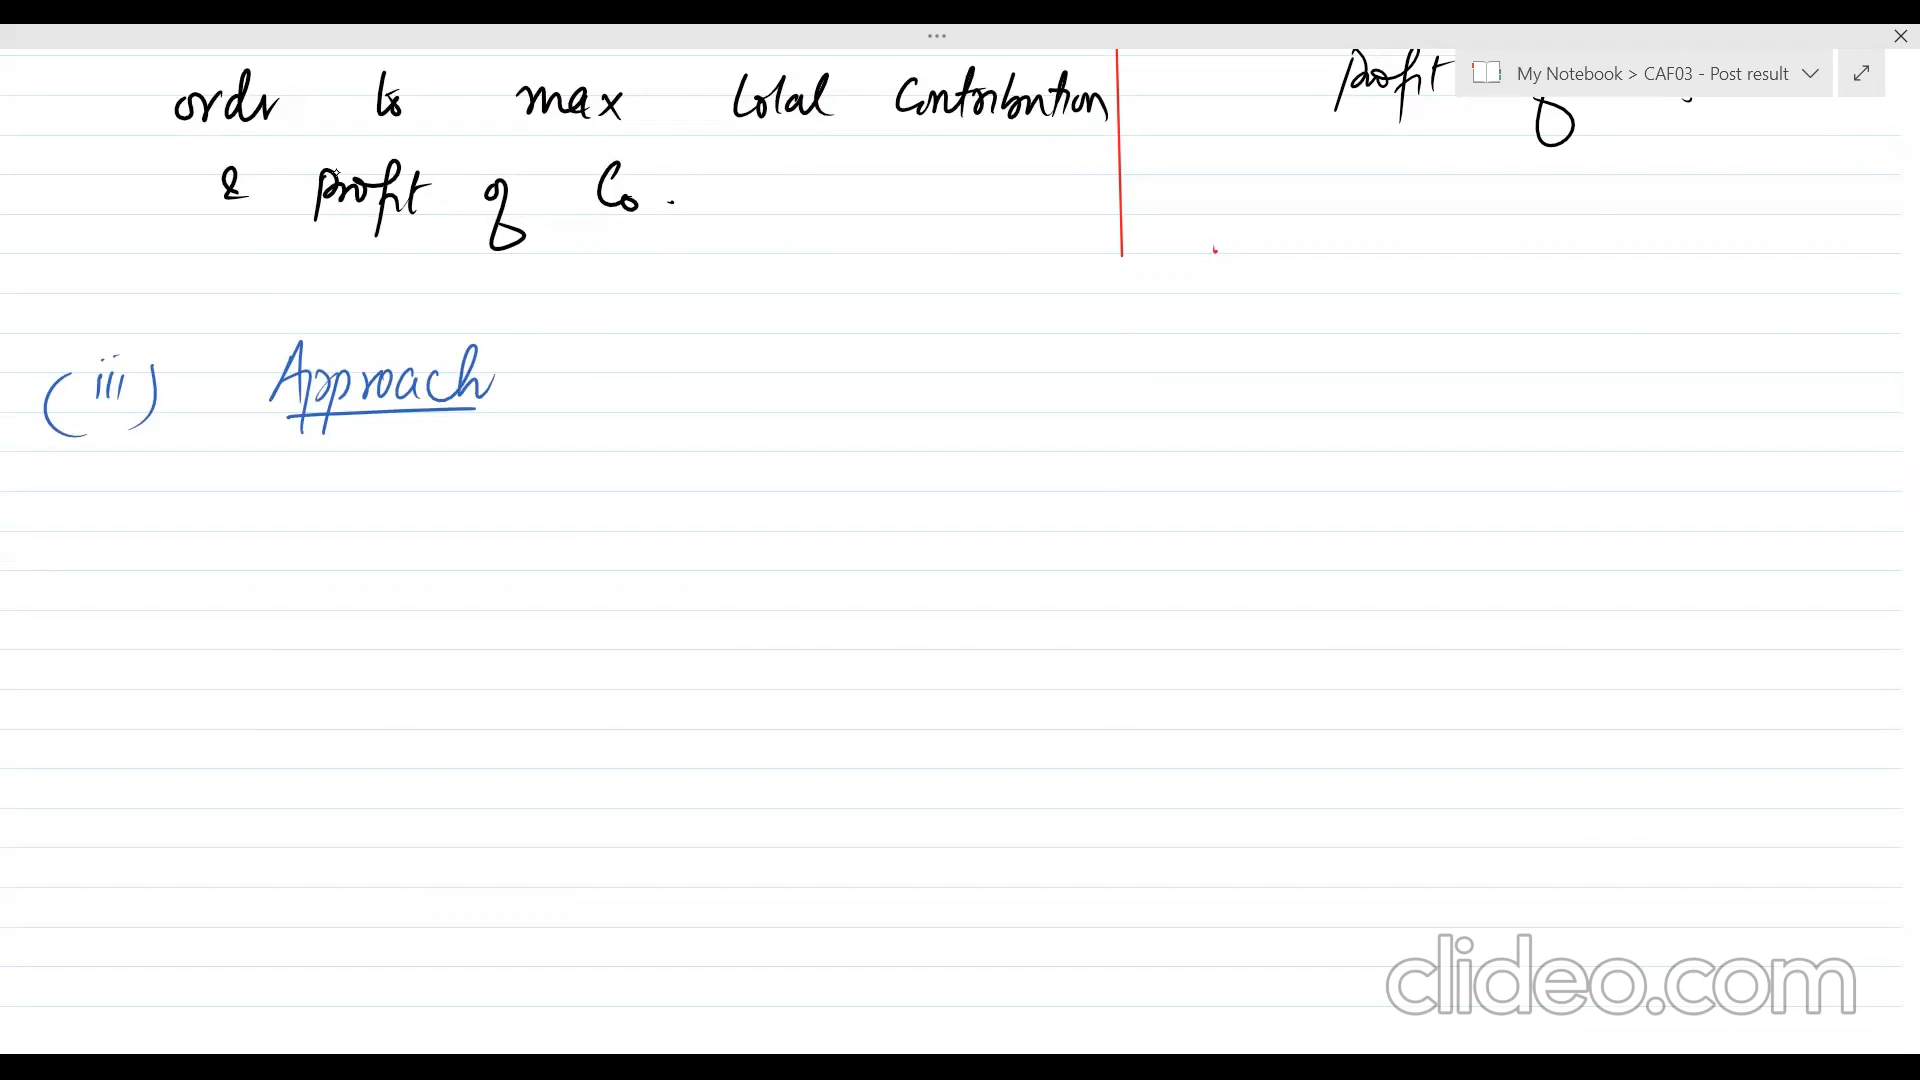 ...
order to max total Contribution
& profit of Co.
profit
My Notebook > CAF03 - Post result
(iii) Approach
clideo.com